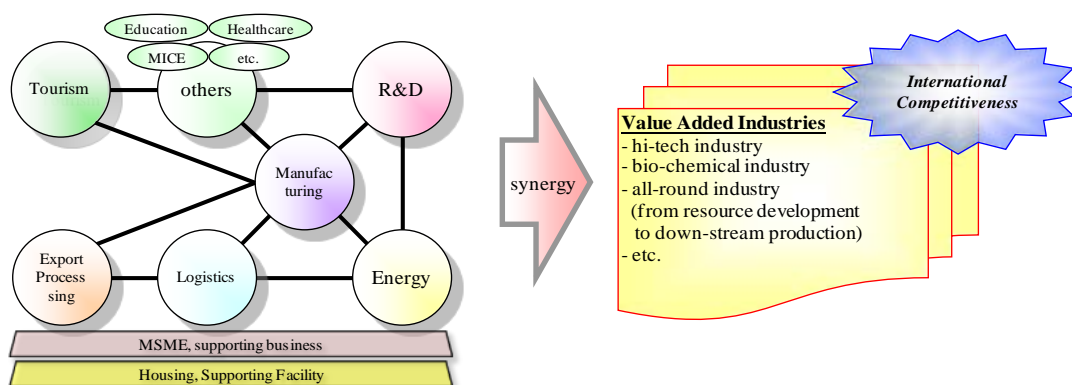 Education
Healthcare
MICE
etc.
Tourism
others
R&D
Manufac
turing
Export
Process
sing
Logistics
Energy
MSME, supporting business
Housing, Supporting Facility
synergy
International
Competitiveness
Value Added Industries
- hi-tech industry
- bio-chemical industry
- all-round industry
(from resource development
to down-stream production)
- etc.